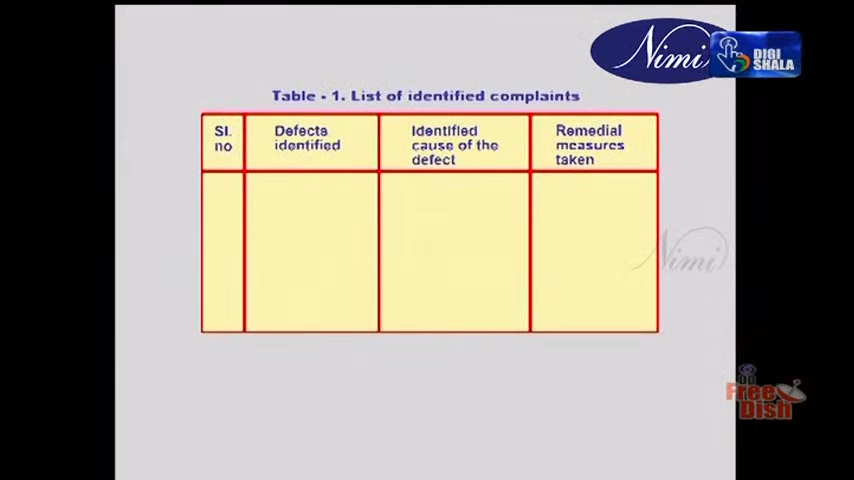 Nimi
DIGI
SHALA
Table - 1. List of identified complaints
Sl.
no
Defects
identified
Identified
cause of the
defect
Remedial
measures
taken
Nimi
Free
Dish